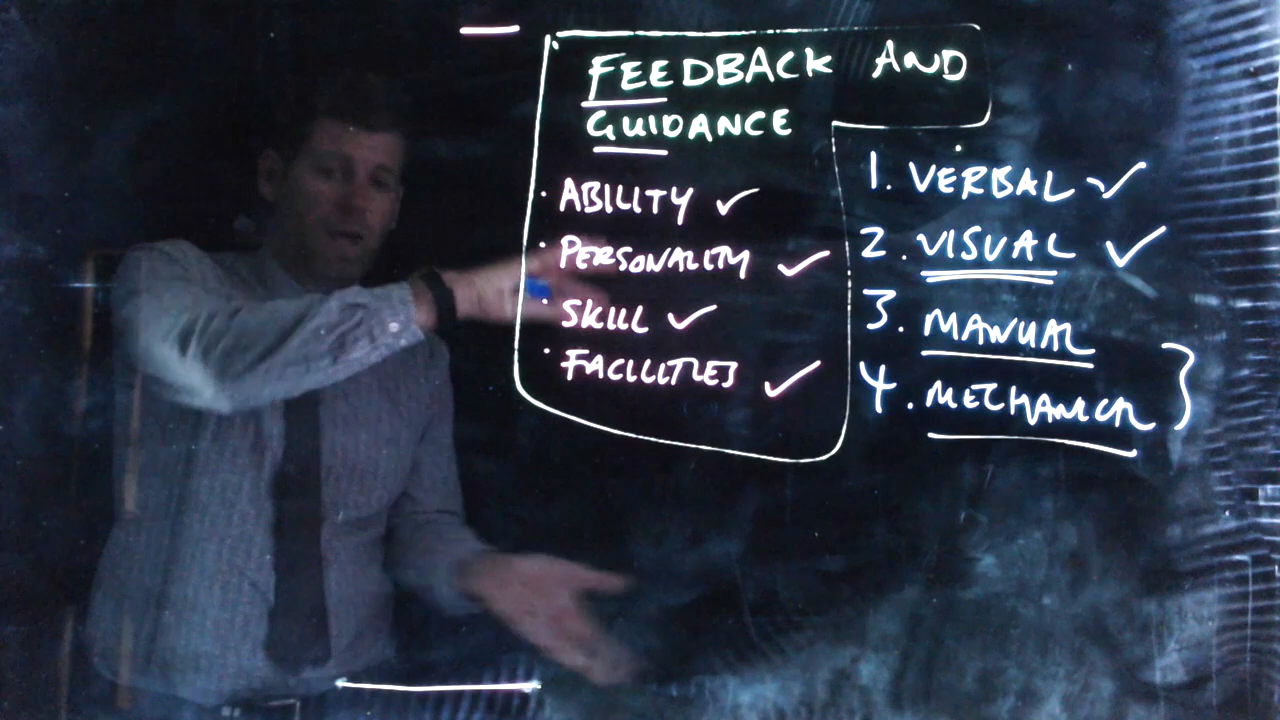 FEEDBACK AND
GUIDANCE
· ABILITY ✓
· PERSONALITY ✓
· SKILL ✓
· FACILITIES ✓
1. VERBAL ✓
2. VISUAL ✓
3. MANUAL
4. MECHANICAL